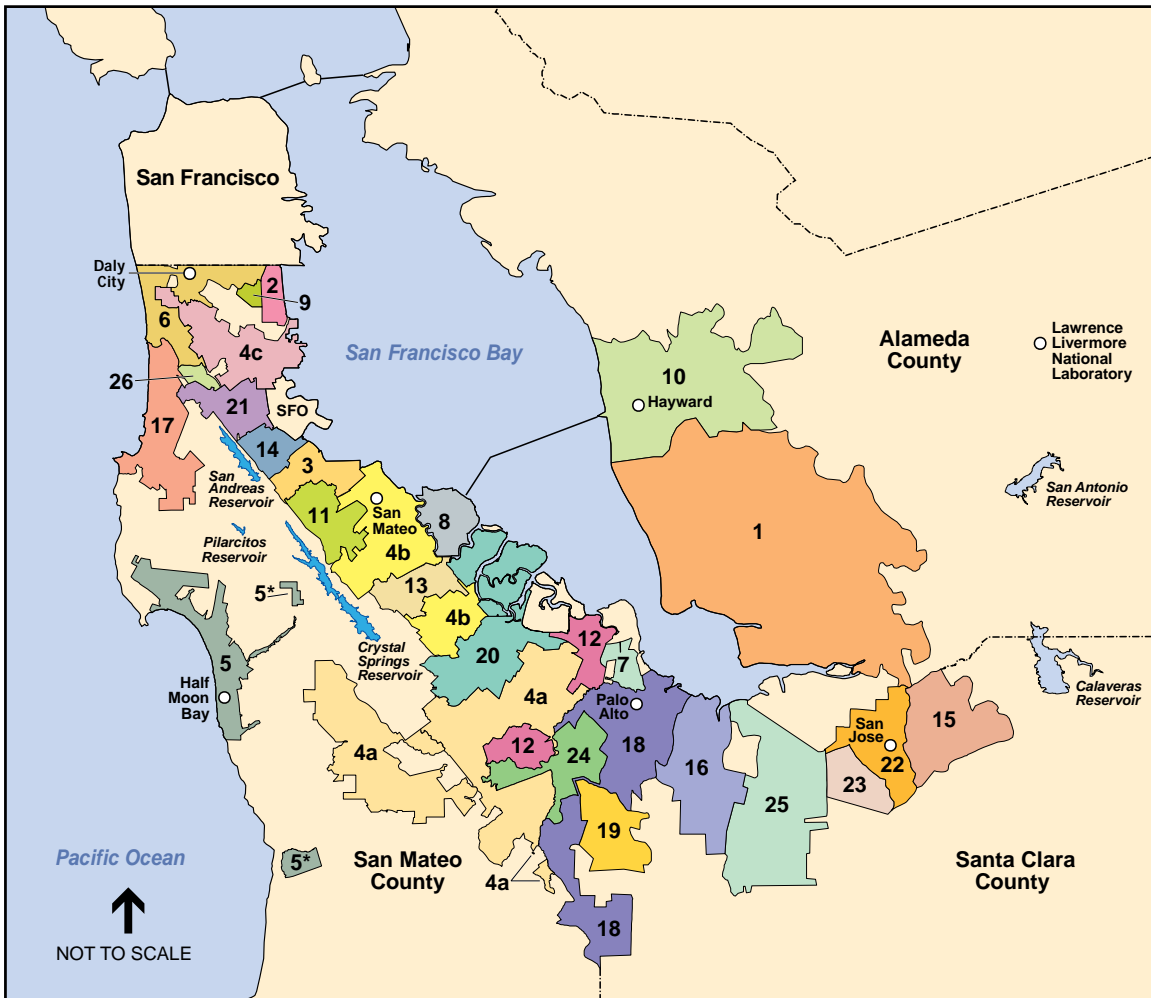 San Francisco
Daly
City
2
9
6
4c
San Francisco Bay
Alameda
County
Lawrence
Livermore
National
Laboratory
26
10
Hayward
21
SFO
17
14
3
San
Andreas
Reservoir
San Antonio
Reservoir
11
San
Mateo
8
1
Pilarcitos
Reservoir
4b
13
5*
4b
12
20
7
Crystal
Springs
Reservoir
5
Half
Moon
Bay
4a
Palo
Alto
Calaveras
Reservoir
15
San
Jose
12
24
18
4a
16
22
23
25
19
Pacific Ocean
5*
San Mateo
County
4a
Santa Clara
County
18
NOT TO SCALE